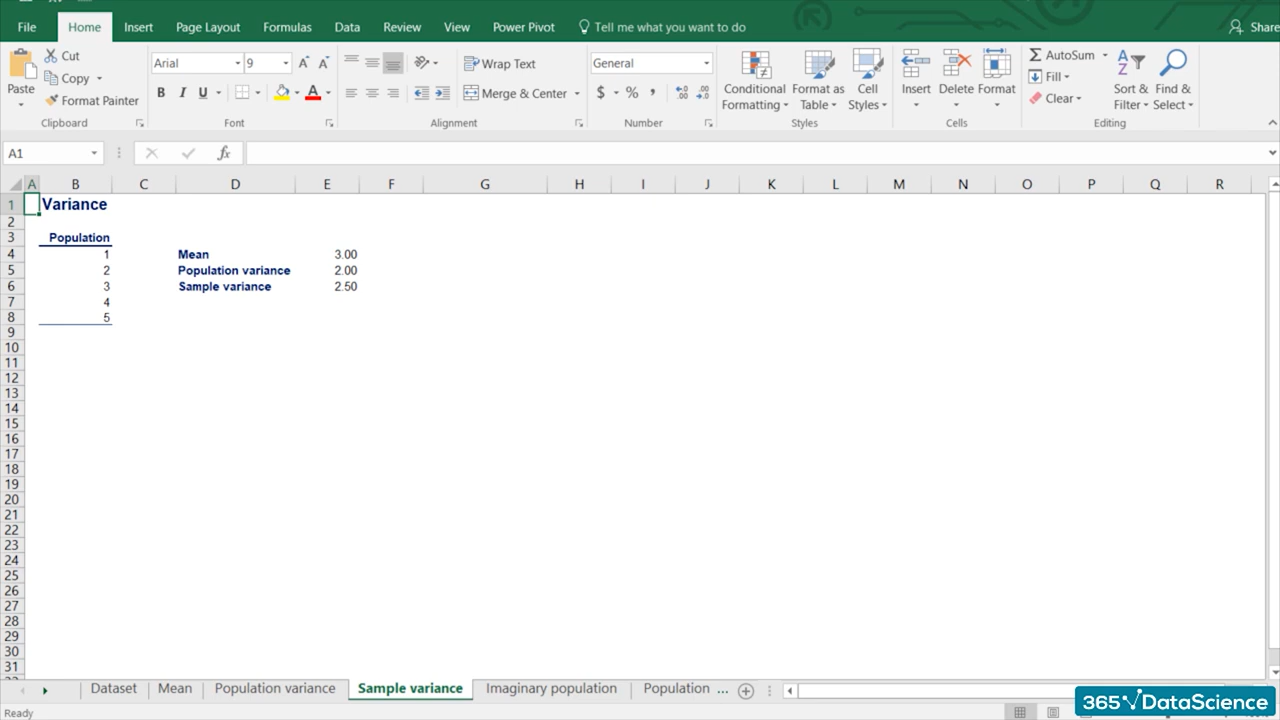 File Home Insert Page Layout Formulas Data Review View Power Pivot Tell me what you want to do Share
Cut Arial 9 A A Wrap Text General AutoSum
Copy Fill
Paste Format Painter B I U A Merge & Center $ % , Conditional Formatting Format as Table Cell Styles Insert Delete Format Clear Sort & Filter Find & Select
Clipboard Font Alignment Number Styles Cells Editing
A1 fx
A B C D E F G H I J K L M N O P Q R
1 Variance
2
3 Population
4 1 Mean 3.00
5 2 Population variance 2.00
6 3 Sample variance 2.50
7 4
8 5
9
10
11
12
13
14
15
16
17
18
19
20
21
22
23
24
25
26
27
28
29
30
31
Dataset Mean Population variance Sample variance Imaginary population Population ...
365 DataScience
Ready